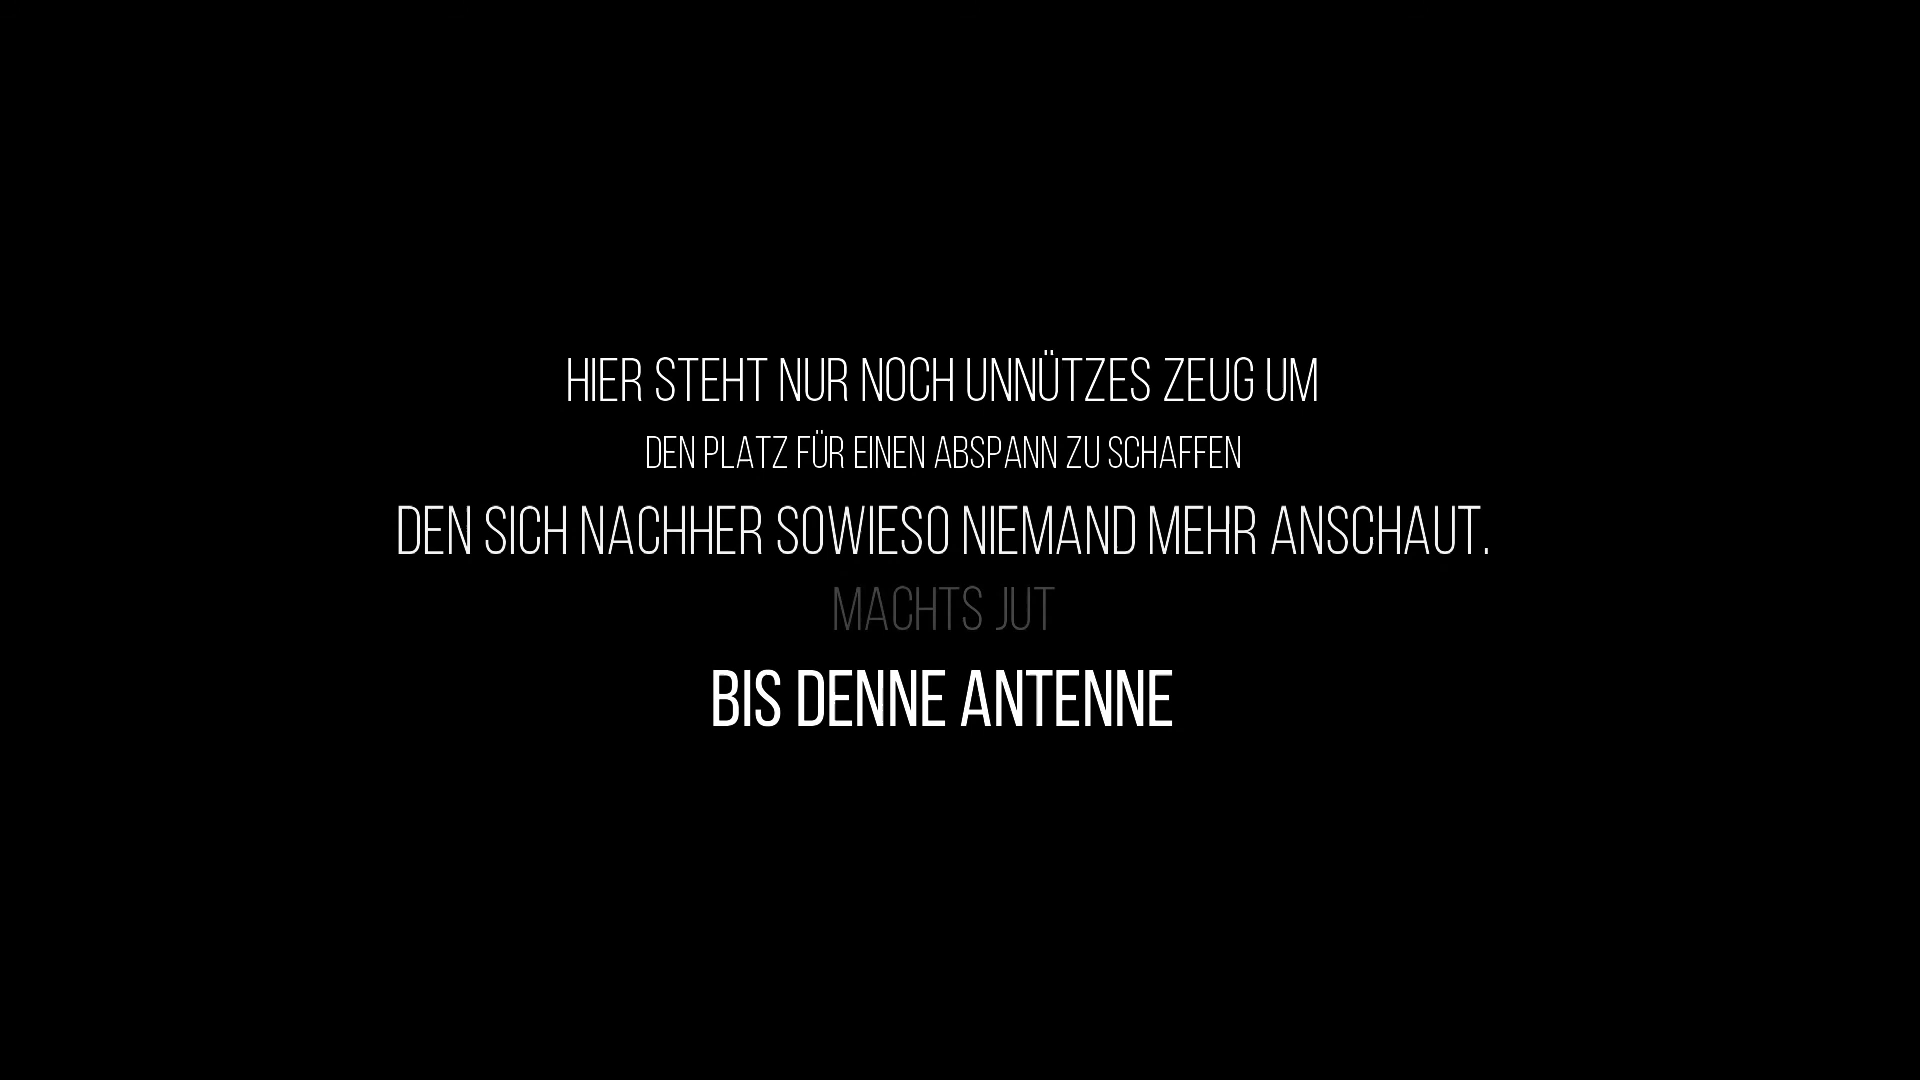 HIER STEHT NUR NOCH UNNÜTZES ZEUG UM
DEN PLATZ FÜR EINEN ABSPANN ZU SCHAFFEN
DEN SICH NACHHER SOWIESO NIEMAND MEHR ANSCHAUT.
MACHTS JUT
BIS DENNE ANTENNE